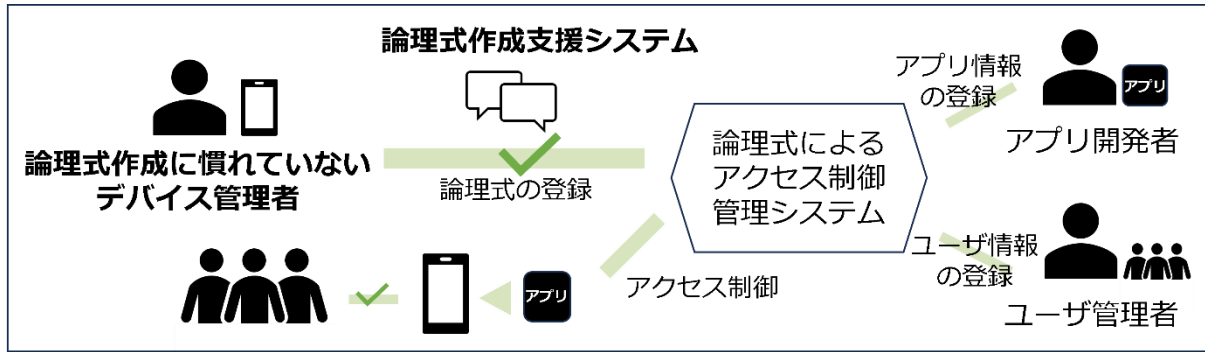 論理式作成支援システム
論理式作成に慣れていない
デバイス管理者
論理式の登録
論理式による
アクセス制御
管理システム
アプリ情報
の登録
アプリ
アプリ開発者
ユーザ情報
の登録
ユーザ管理者
アプリ
アクセス制御